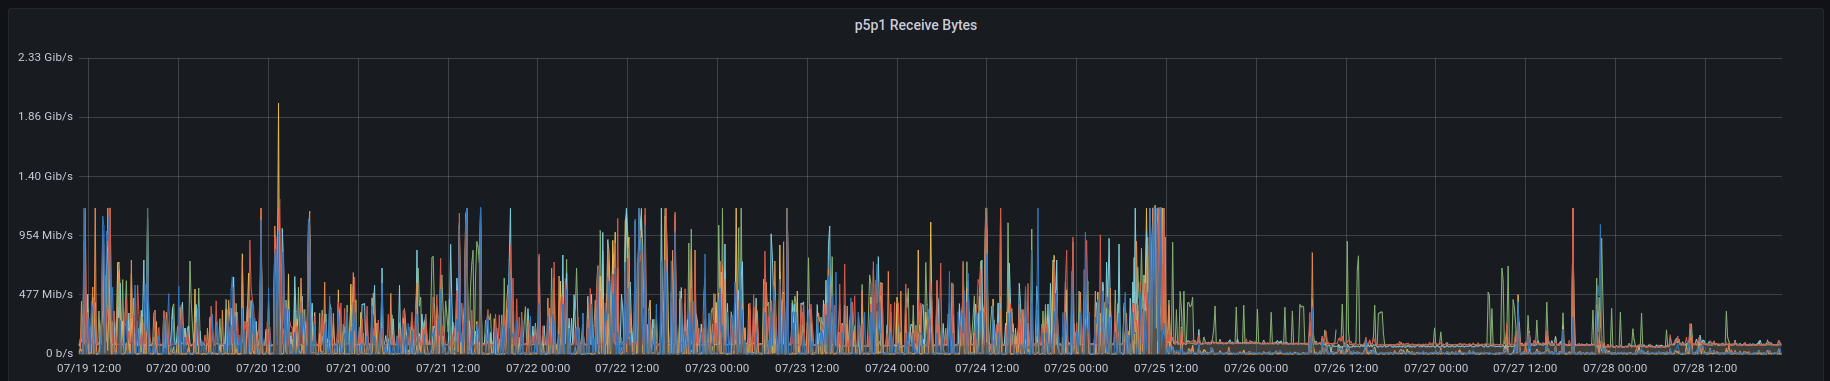 p5p1 Receive Bytes
2.33 Gib/s
1.86 Gib/s
1.40 Gib/s
954 Mib/s
477 Mib/s
0 b/s
07/19 12:00 07/20 00:00 07/20 12:00 07/21 00:00 07/21 12:00 07/22 00:00 07/22 12:00 07/23 00:00 07/23 12:00 07/24 00:00 07/24 12:00 07/25 00:00 07/25 12:00 07/26 00:00 07/26 12:00 07/27 00:00 07/27 12:00 07/28 00:00 07/28 12:00